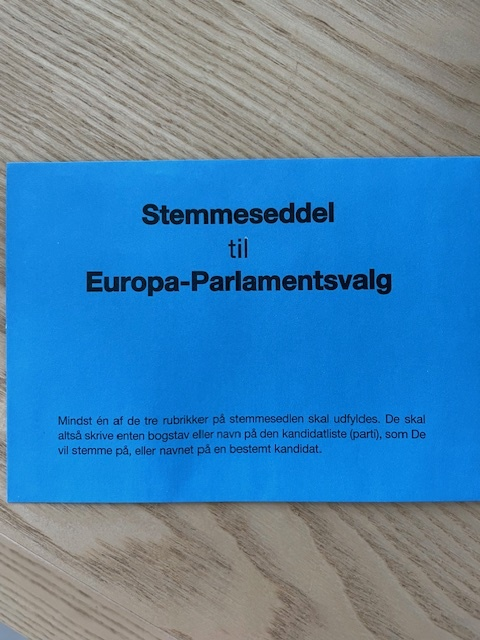 Stemmeseddel
til
Europa-Parlamentsvalg
Mindst én af de tre rubrikker på stemmesedlen skal udfyldes. De skal
altså skrive enten bogstav eller navn på den kandidatliste (parti), som De
vil stemme på, eller navnet på en bestemt kandidat.